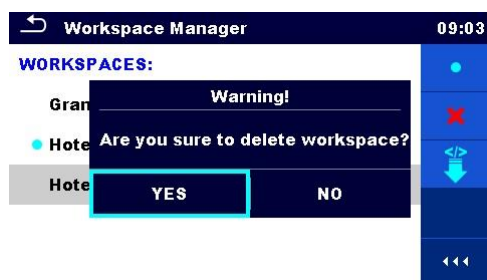 Workspace Manager 09:03
WORKSPACES:
Gran
Warning!
Hote
Are you sure to delete workspace?
Hote
YES NO